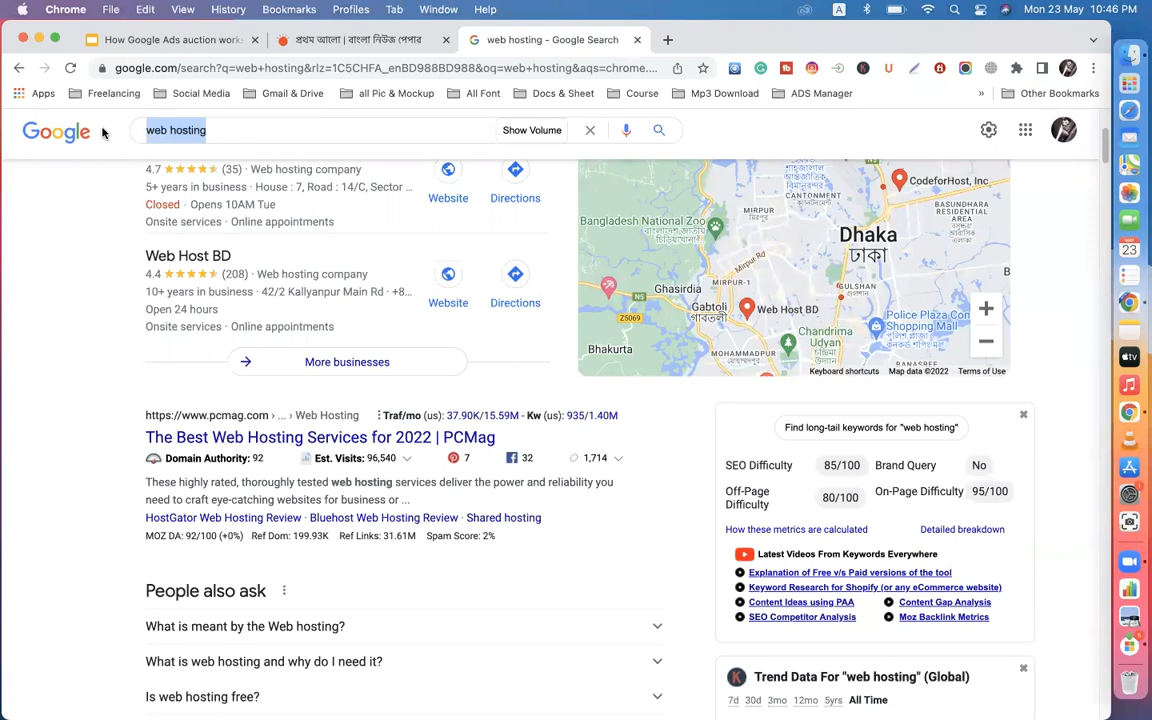 Chrome File Edit View History Bookmarks Profiles Tab Window Help A Mon 23 May 10:46 PM
How Google Ads auction works প্রথম আলো | বাংলা নিউজ পেপার web hosting - Google Search
google.com/search?q=web+hosting&rlz=1C5CHFA_enBD988BD988&oq=web+hosting&aqs=chrome....
Apps Freelancing Social Media Gmail & Drive all Pic & Mockup All Font Docs & Sheet Course Mp3 Download ADS Manager » Other Bookmarks
Google web hosting Show Volume
4.7 (35) · Web hosting company
5+ years in business · House : 7, Road : 14/C, Sector ...
Closed · Opens 10AM Tue
Onsite services · Online appointments
Website Directions
Web Host BD
4.4 (208) · Web hosting company
10+ years in business · 42/2 Kallyanpur Main Rd · +8...
Open 24 hours
Onsite services · Online appointments
Website Directions
More businesses
CodeforHost, Inc
CANTONMENT
MIRPUR
মিরপুর
BASUNDHARA
RESIDENTIAL
AREA
Bangladesh National Zoo
Dhaka
ঢাকা
Mirpur Rd
Ghasirdia
MIRPUR-1
GULSHAN
গুলশান
N5
Gabtoli
গাবতলী
Web Host BD
Z5069
Chandrima
Udyan
Police Plaza Con
Shopping Mall
Bhakurta
MOHAMMADPUR
Keyboard shortcuts Map data ©2022 Terms of Use
https://www.pcmag.com › ... › Web Hosting Traf/mo (us): 37.90K/15.59M - Kw (us): 935/1.40M
The Best Web Hosting Services for 2022 | PCMag
Domain Authority: 92 Est. Visits: 96,540 7 32 1,714
These highly rated, thoroughly tested web hosting services deliver the power and reliability you
need to craft eye-catching websites for business or ...
HostGator Web Hosting Review · Bluehost Web Hosting Review · Shared hosting
MOZ DA: 92/100 (+0%) Ref Dom: 199.93K Ref Links: 31.61M Spam Score: 2%
People also ask
What is meant by the Web hosting?
What is web hosting and why do I need it?
Is web hosting free?
Find long-tail keywords for "web hosting"
SEO Difficulty 85/100 Brand Query No
Off-Page
Difficulty 80/100 On-Page Difficulty 95/100
How these metrics are calculated Detailed breakdown
Latest Videos From Keywords Everywhere
Explanation of Free v/s Paid versions of the tool
Keyword Research for Shopify (or any eCommerce website)
Content Ideas using PAA Content Gap Analysis
SEO Competitor Analysis Moz Backlink Metrics
Trend Data For "web hosting" (Global)
7d 30d 3mo 12mo 5yrs All Time